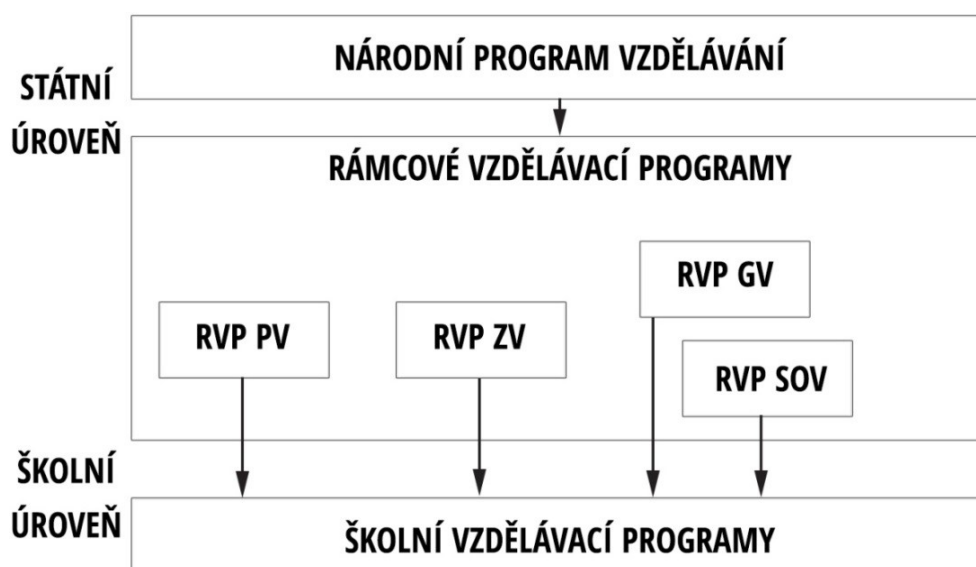 NÁRODNÍ PROGRAM VZDĚLÁVÁNÍ
STÁTNÍ
ÚROVEŇ
RÁMCOVÉ VZDĚLÁVACÍ PROGRAMY
RVP GV
RVP PV
RVP ZV
RVP SOV
ŠKOLNÍ
ÚROVEŇ
ŠKOLNÍ VZDĚLÁVACÍ PROGRAMY